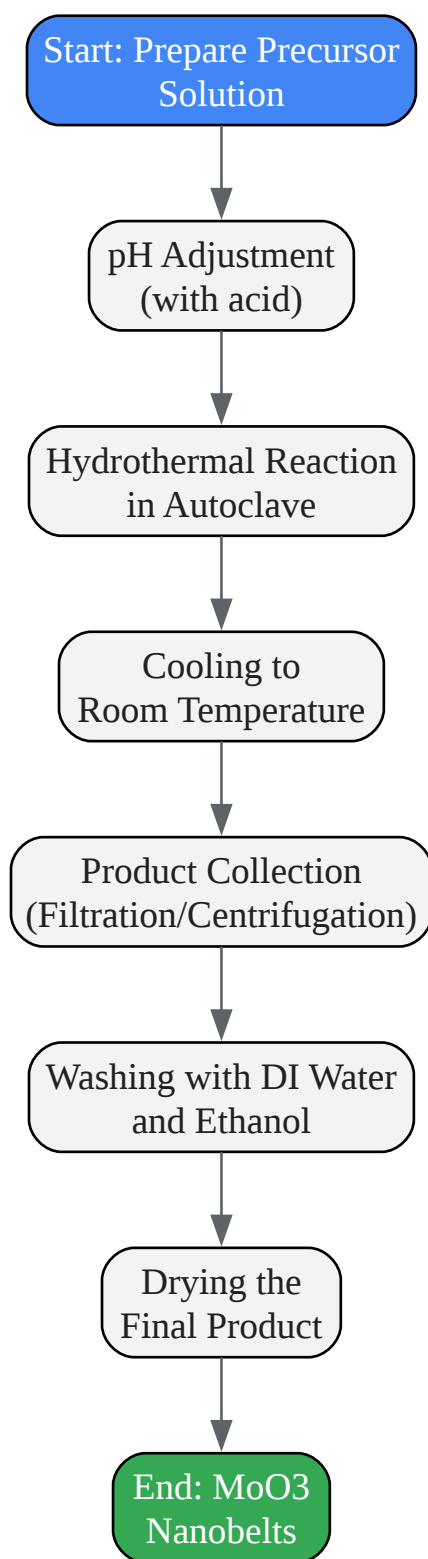 Start: Prepare Precursor
Solution
pH Adjustment
(with acid)
Hydrothermal Reaction
in Autoclave
Cooling to
Room Temperature
Product Collection
(Filtration/Centrifugation)
Washing with DI Water
and Ethanol
Drying the
Final Product
End: MoO3
Nanobelts